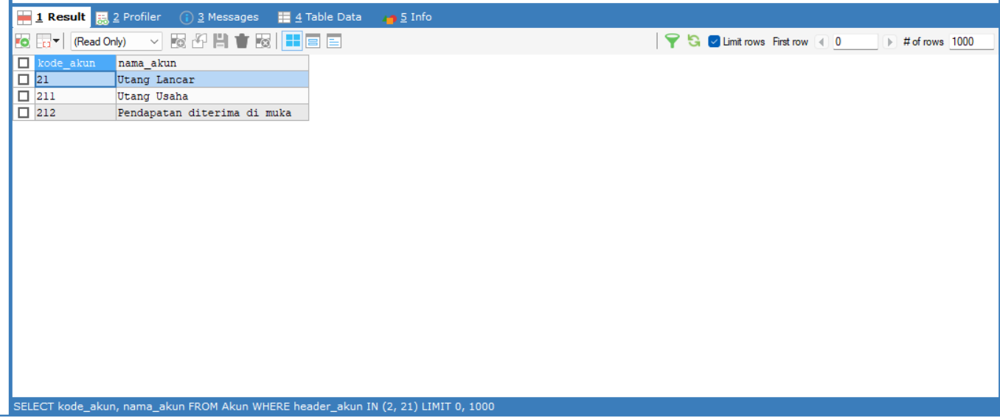 1 Result 2 Profiler 3 Messages 4 Table Data 5 Info
(Read Only) Limit rows First row 0 # of rows 1000
kode_akun nama_akun
21 Utang Lancar
211 Utang Usaha
212 Pendapatan diterima di muka
SELECT kode_akun, nama_akun FROM Akun WHERE header_akun IN (2, 21) LIMIT 0, 1000